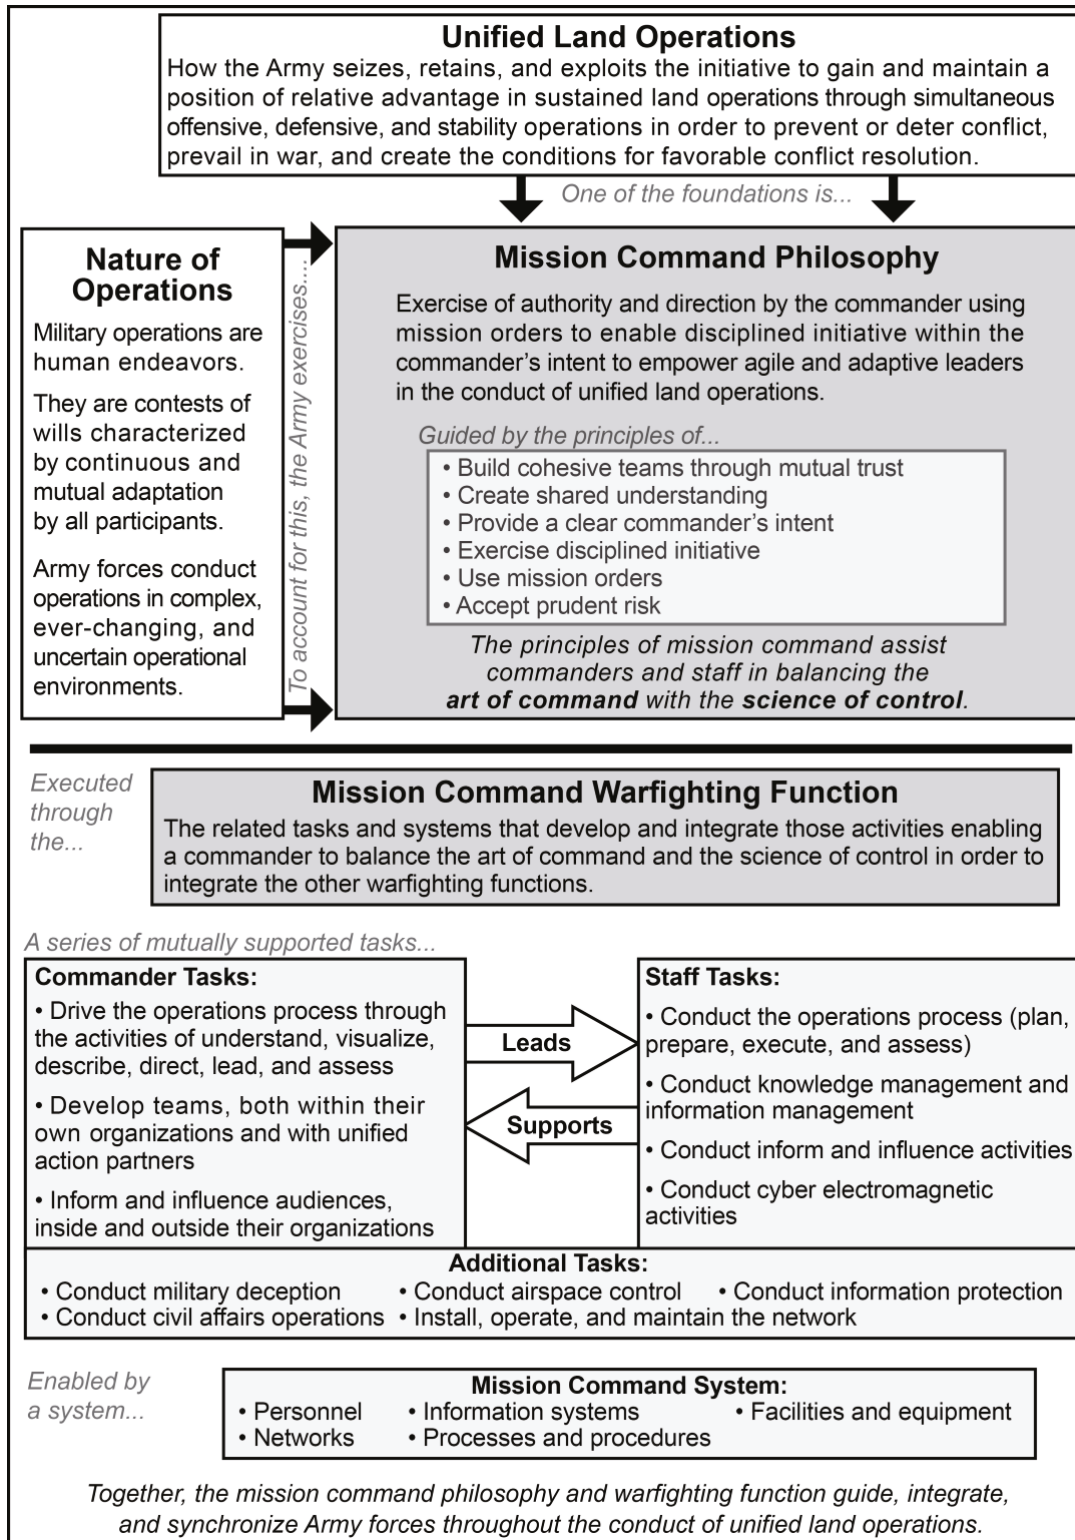 Unified Land Operations
How the Army seizes, retains, and exploits the initiative to gain and maintain a
position of relative advantage in sustained land operations through simultaneous
offensive, defensive, and stability operations in order to prevent or deter conflict,
prevail in war, and create the conditions for favorable conflict resolution.
One of the foundations is...
Nature of
Operations
Military operations are
human endeavors.
They are contests of
wills characterized
by continuous and
mutual adaptation
by all participants.
Army forces conduct
operations in complex,
ever-changing, and
uncertain operational
environments.
To account for this, the Army exercises....
Mission Command Philosophy
Exercise of authority and direction by the commander using
mission orders to enable disciplined initiative within the
commander’s intent to empower agile and adaptive leaders
in the conduct of unified land operations.
Guided by the principles of...
• Build cohesive teams through mutual trust
• Create shared understanding
• Provide a clear commander’s intent
• Exercise disciplined initiative
• Use mission orders
• Accept prudent risk
The principles of mission command assist
commanders and staff in balancing the
art of command with the science of control.
Executed
through
the...
Mission Command Warfighting Function
The related tasks and systems that develop and integrate those activities enabling
a commander to balance the art of command and the science of control in order to
integrate the other warfighting functions.
A series of mutually supported tasks...
Commander Tasks:
• Drive the operations process through
the activities of understand, visualize,
describe, direct, lead, and assess
• Develop teams, both within their
own organizations and with unified
action partners
• Inform and influence audiences,
inside and outside their organizations
Leads
Supports
Staff Tasks:
• Conduct the operations process (plan,
prepare, execute, and assess)
• Conduct knowledge management and
information management
• Conduct inform and influence activities
• Conduct cyber electromagnetic
activities
Additional Tasks:
• Conduct military deception • Conduct airspace control • Conduct information protection
• Conduct civil affairs operations • Install, operate, and maintain the network
Enabled by
a system...
Mission Command System:
• Personnel • Information systems • Facilities and equipment
• Networks • Processes and procedures
Together, the mission command philosophy and warfighting function guide, integrate,
and synchronize Army forces throughout the conduct of unified land operations.